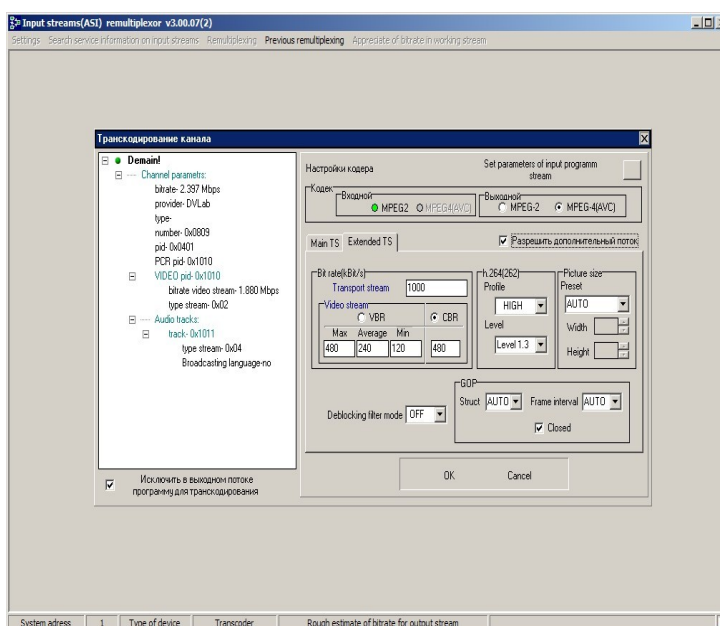 Input streams(ASI) remultiplexor v3.00.07(2)
Settings Search service information on input streams Remultiplexing Previous remultiplexing Appreciate of bitrate in working stream
Транскодирование канала
Demain!
Channel parametrs:
bitrate- 2.397 Mbps
provider- DVLab
type-
number- 0x0809
pid- 0x0401
PCR pid- 0x1010
VIDEO pid- 0x1010
bitrate video stream- 1.880 Mbps
type stream- 0x02
Audio tracks:
track- 0x1011
type stream- 0x04
Broadcasting language-no
Исключить в выходном потоке
программу для транскодирования
Настройки кодера
Set parameters of input programm
stream
Кодек
Входной
MPEG2 MPEG4(AVC)
Выходной
MPEG-2 MPEG-4(AVC)
Main TS Extended TS
Разрешить дополнительный поток
Bit rate(kBit/s)
Transport stream 1000
Video stream
VBR CBR
Max Average Min
480 240 120 480
h.264(262)
Profile
HIGH
Level
Level 1.3
Picture size
Preset
AUTO
Width
Height
Deblocking filter mode OFF
GOP
Struct AUTO Frame interval AUTO
Closed
OK Cancel
System adress 1 Type of device Transcoder Rough estimate of bitrate for output stream